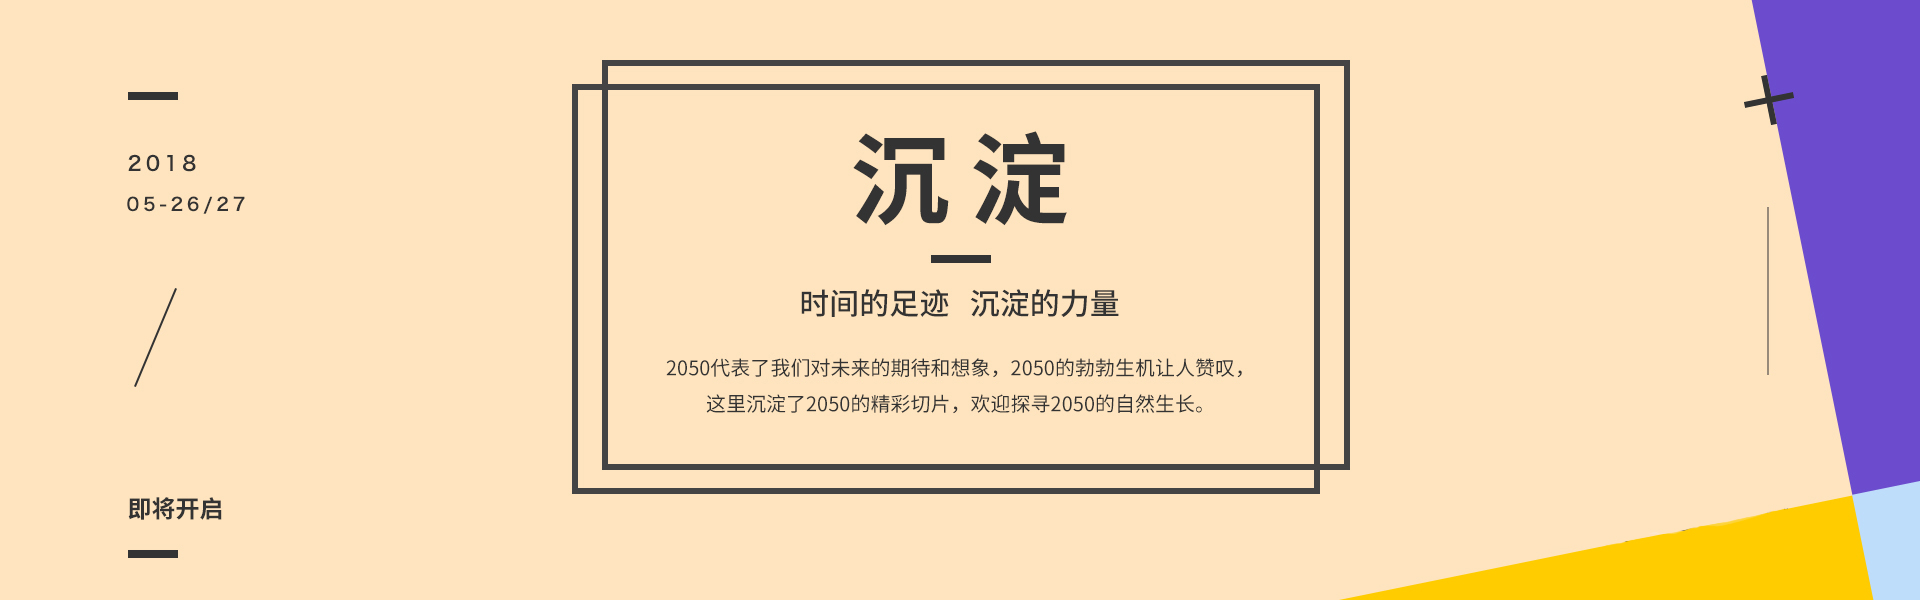 2018
05-26/27
即将开启
沉淀
时间的足迹 沉淀的力量
2050代表了我们对未来的期待和想象，2050的勃勃生机让人赞叹，
这里沉淀了2050的精彩切片，欢迎探寻2050的自然生长。